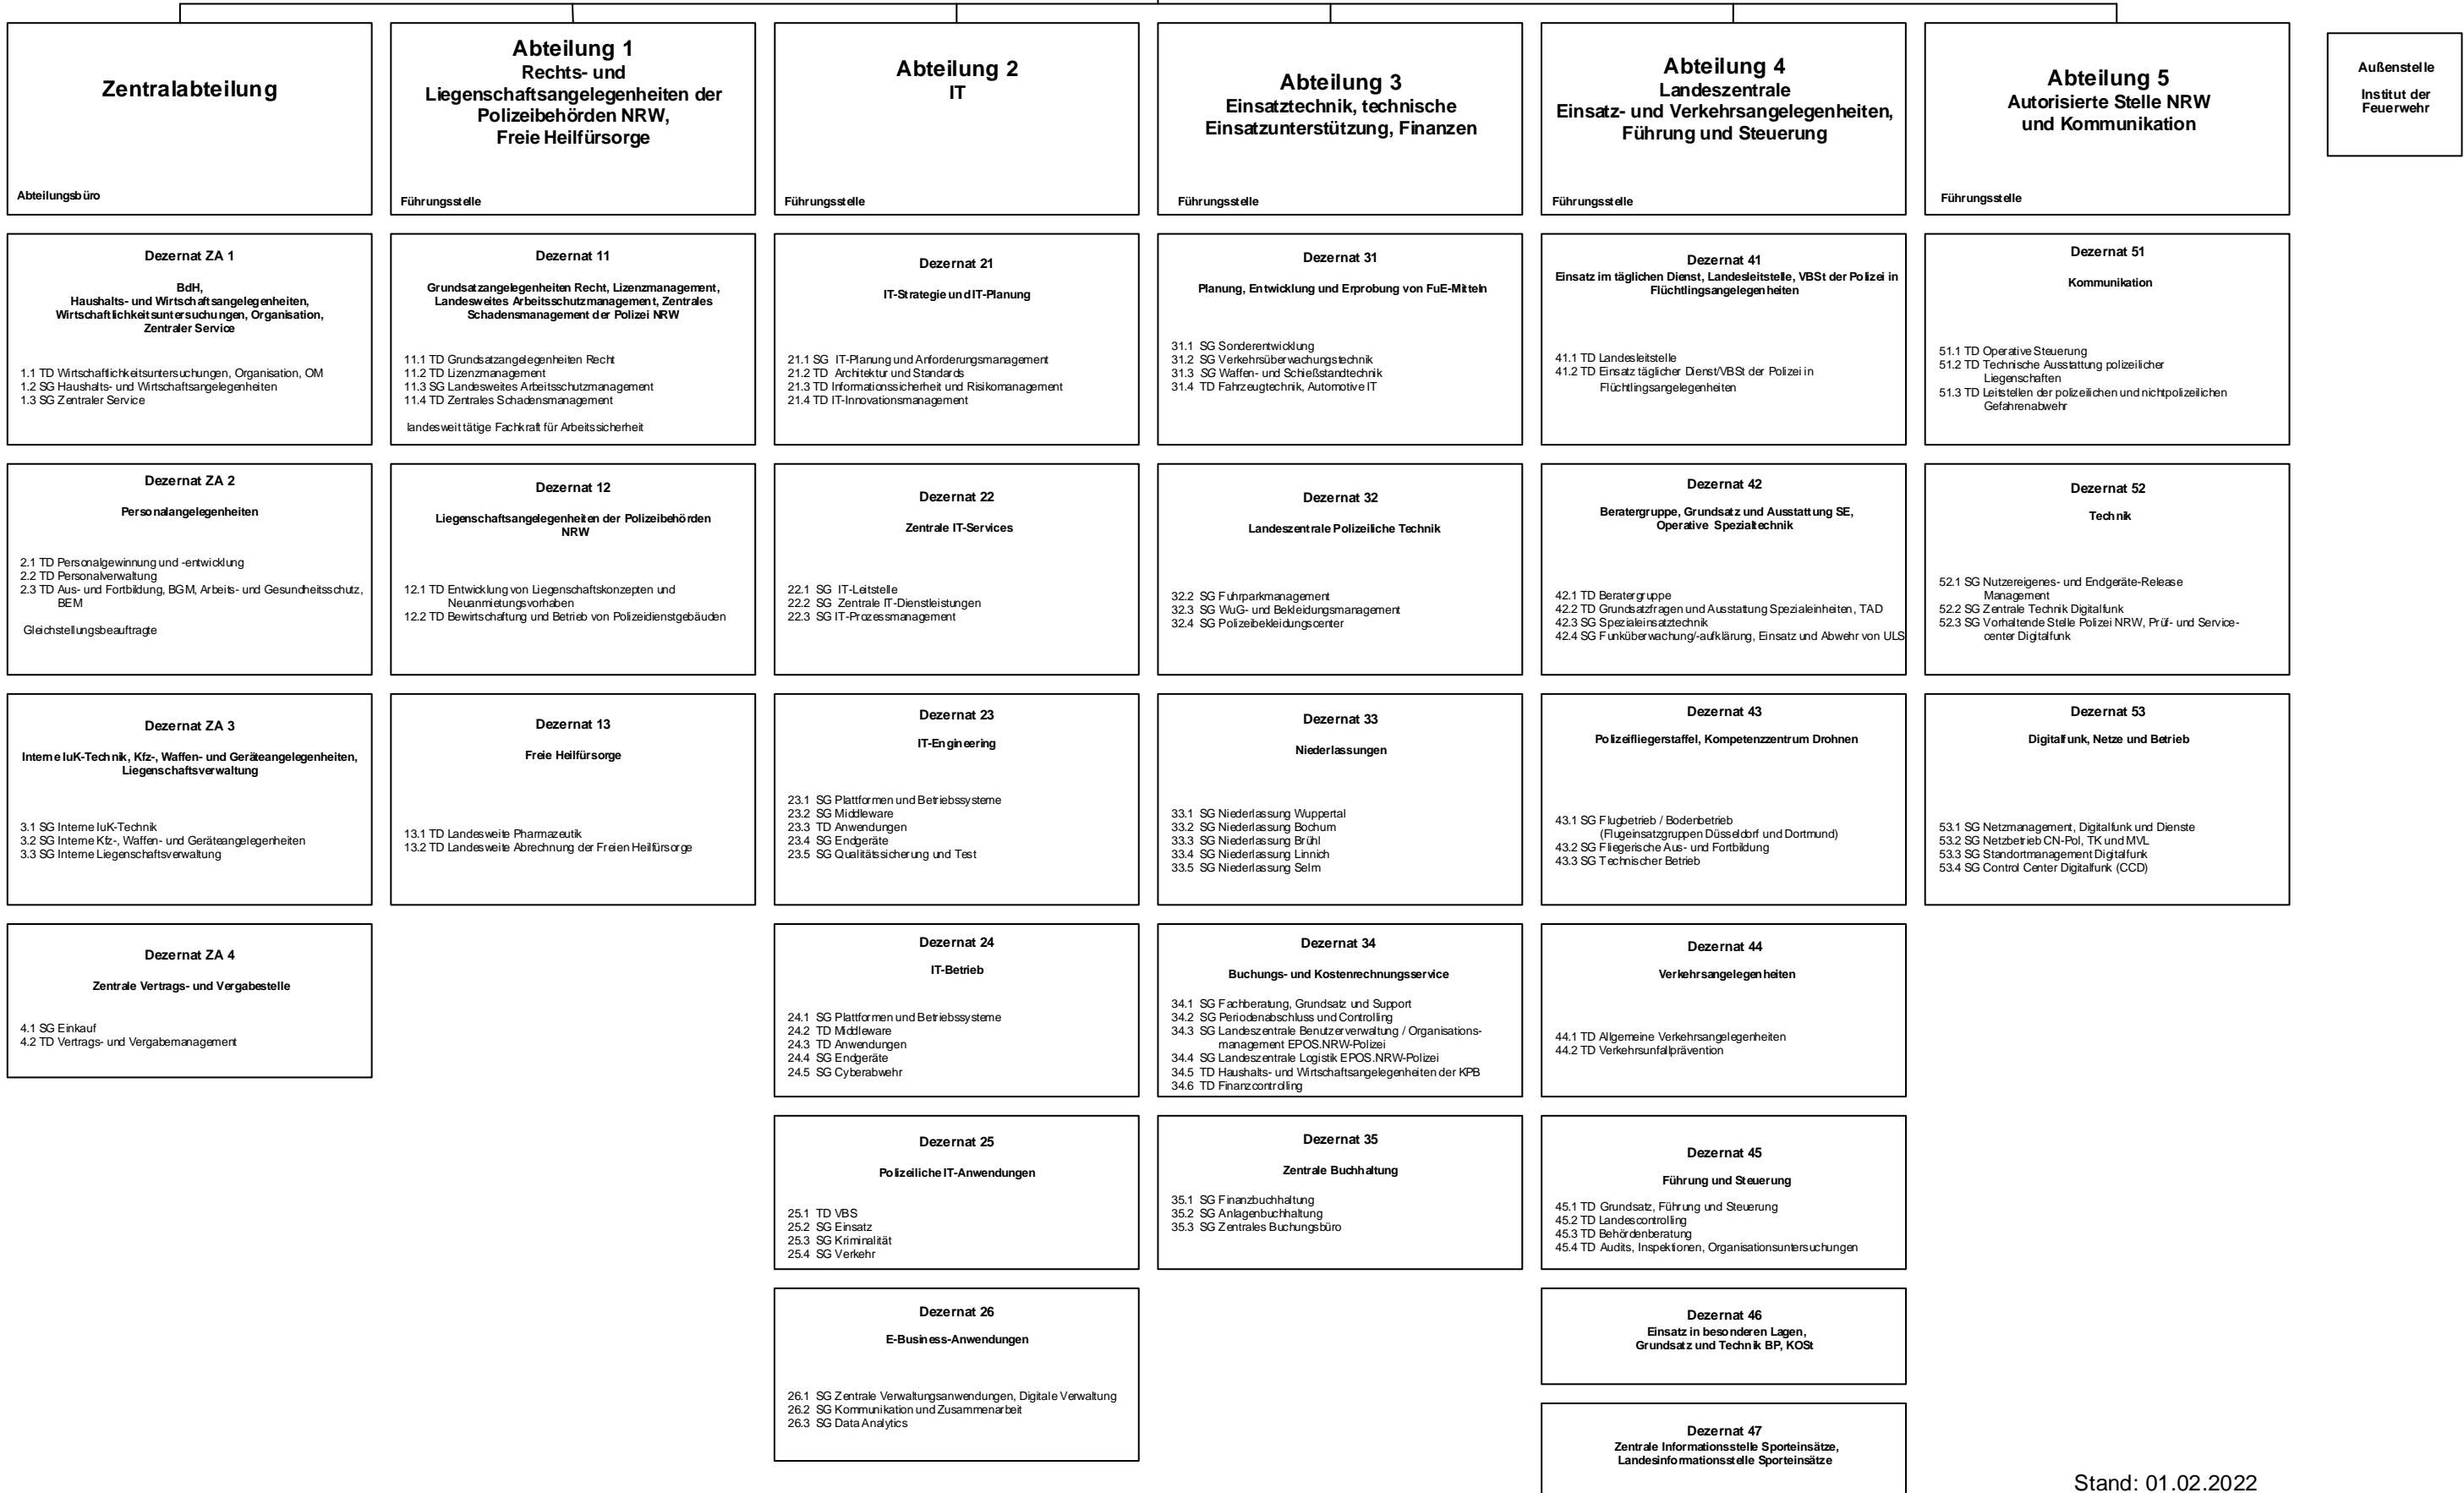 Zentralabteilung
Abteilungsbüro
Dezernat ZA 1
BdH,
Haushalts- und Wirtschaftsangelegenheiten,
Wirtschaftlichkeitsuntersuchungen, Organisation,
Zentraler Service
1.1 TD Wirtschaftlichkeitsuntersuchungen, Organisation, OM
1.2 SG Haushalts- und Wirtschaftsangelegenheiten
1.3 SG Zentraler Service
Dezernat ZA 2
Personalangelegenheiten
2.1 TD Personalgewinnung und -entwicklung
2.2 TD Personalverwaltung
2.3 TD Aus- und Fortbildung, BGM, Arbeits- und Gesundheitsschutz,
BEM
Gleichstellungsbeauftragte
Dezernat ZA 3
Interne IuK-Technik, Kfz-, Waffen- und Geräteangelegenheiten,
Liegenschaftsverwaltung
3.1 SG Interne IuK-Technik
3.2 SG Interne Kfz-, Waffen- und Geräteangelegenheiten
3.3 SG Interne Liegenschaftsverwaltung
Dezernat ZA 4
Zentrale Vertrags- und Vergabestelle
4.1 SG Einkauf
4.2 TD Vertrags- und Vergabemanagement
Abteilung 1
Rechts- und
Liegenschaftsangelegenheiten der
Polizeibehörden NRW,
Freie Heilfürsorge
Führungsstelle
Dezernat 11
Grundsatzangelegenheiten Recht, Lizenzmanagement,
Landesweites Arbeitsschutzmanagement, Zentrales
Schadensmanagement der Polizei NRW
11.1 TD Grundsatzangelegenheiten Recht
11.2 TD Lizenzmanagement
11.3 SG Landesweites Arbeitsschutzmanagement
11.4 TD Zentrales Schadensmanagement
landesweit tätige Fachkraft für Arbeitssicherheit
Dezernat 12
Liegenschaftsangelegenheiten der Polizeibehörden
NRW
12.1 TD Entwicklung von Liegenschaftskonzepten und
Neuanmietungsvorhaben
12.2 TD Bewirtschaftung und Betrieb von Polizeidienstgebäuden
Dezernat 13
Freie Heilfürsorge
13.1 TD Landesweite Pharmazeutik
13.2 TD Landesweite Abrechnung der Freien Heilfürsorge
Abteilung 2
IT
Führungsstelle
Dezernat 21
IT-Strategie und IT-Planung
21.1 SG IT-Planung und Anforderungsmanagement
21.2 TD Architektur und Standards
21.3 TD Informationssicherheit und Risikomanagement
21.4 TD IT-Innovationsmanagement
Dezernat 22
Zentrale IT-Services
22.1 SG IT-Leitstelle
22.2 SG Zentrale IT-Dienstleistungen
22.3 SG IT-Prozessmanagement
Dezernat 23
IT-Engineering
23.1 SG Plattformen und Betriebssysteme
23.2 SG Middleware
23.3 TD Anwendungen
23.4 SG Endgeräte
23.5 SG Qualitätssicherung und Test
Dezernat 24
IT-Betrieb
24.1 SG Plattformen und Betriebssysteme
24.2 TD Middleware
24.3 TD Anwendungen
24.4 SG Endgeräte
24.5 SG Cyberabwehr
Dezernat 25
Polizeiliche IT-Anwendungen
25.1 TD VBS
25.2 SG Einsatz
25.3 SG Kriminalität
25.4 SG Verkehr
Dezernat 26
E-Business-Anwendungen
26.1 SG Zentrale Verwaltungsanwendungen, Digitale Verwaltung
26.2 SG Kommunikation und Zusammenarbeit
26.3 SG Data Analytics
Abteilung 3
Einsatztechnik, technische
Einsatzunterstützung, Finanzen
Führungsstelle
Dezernat 31
Planung, Entwicklung und Erprobung von FuE-Mitteln
31.1 SG Sonderentwicklung
31.2 SG Verkehrsüberwachungstechnik
31.3 SG Waffen- und Schießstandtechnik
31.4 TD Fahrzeugtechnik, Automotive IT
Dezernat 32
Landeszentrale Polizeiliche Technik
32.2 SG Fuhrparkmanagement
32.3 SG WuG- und Bekleidungsmanagement
32.4 SG Polizeibekleidungscenter
Dezernat 33
Niederlassungen
33.1 SG Niederlassung Wuppertal
33.2 SG Niederlassung Bochum
33.3 SG Niederlassung Brühl
33.4 SG Niederlassung Linnich
33.5 SG Niederlassung Selm
Dezernat 34
Buchungs- und Kostenrechnungsservice
34.1 SG Fachberatung, Grundsatz und Support
34.2 SG Periodenabschluss und Controlling
34.3 SG Landeszentrale Benutzerverwaltung / Organisations-
management EPOS.NRW-Polizei
34.4 SG Landeszentrale Logistik EPOS.NRW-Polizei
34.5 TD Haushalts- und Wirtschaftsangelegenheiten der KPB
34.6 TD Finanzcontrolling
Dezernat 35
Zentrale Buchhaltung
35.1 SG Finanzbuchhaltung
35.2 SG Anlagenbuchhaltung
35.3 SG Zentrales Buchungsbüro
Abteilung 4
Landeszentrale
Einsatz- und Verkehrsangelegenheiten,
Führung und Steuerung
Führungsstelle
Dezernat 41
Einsatz im täglichen Dienst, Landesleitstelle, VBSt der Polizei in
Flüchtlingsangelegenheiten
41.1 TD Landesleitstelle
41.2 TD Einsatz täglicher Dienst/VBSt der Polizei in
Flüchtlingsangelegenheiten
Dezernat 42
Beratergruppe, Grundsatz und Ausstattung SE,
Operative Spezialtechnik
42.1 TD Beratergruppe
42.2 TD Grundsatzfragen und Ausstattung Spezialeinheiten, TAD
42.3 SG Spezialeinsatztechnik
42.4 SG Funküberwachung/-aufklärung, Einsatz und Abwehr von ULS
Dezernat 43
Polizeifliegerstaffel, Kompetenzzentrum Drohnen
43.1 SG Flugbetrieb / Bodenbetrieb
(Flugeinsatzgruppen Düsseldorf und Dortmund)
43.2 SG Fliegerische Aus- und Fortbildung
43.3 SG Technischer Betrieb
Dezernat 44
Verkehrsangelegenheiten
44.1 TD Allgemeine Verkehrsangelegenheiten
44.2 TD Verkehrsunfallprävention
Dezernat 45
Führung und Steuerung
45.1 TD Grundsatz, Führung und Steuerung
45.2 TD Landescontrolling
45.3 TD Behördenberatung
45.4 TD Audits, Inspektionen, Organisationsuntersuchungen
Dezernat 46
Einsatz in besonderen Lagen,
Grundsatz und Technik BP, KOSt
Dezernat 47
Zentrale Informationsstelle Sporteinsätze,
Landesinformationsstelle Sporteinsätze
Abteilung 5
Autorisierte Stelle NRW
und Kommunikation
Führungsstelle
Dezernat 51
Kommunikation
51.1 TD Operative Steuerung
51.2 TD Technische Ausstattung polizeilicher
Liegenschaften
51.3 TD Leitstellen der polizeilichen und nichtpolizeilichen
Gefahrenabwehr
Dezernat 52
Technik
52.1 SG Nutzereigenes- und Endgeräte-Release
Management
52.2 SG Zentrale Technik Digitalfunk
52.3 SG Vorhaltende Stelle Polizei NRW, Prüf- und Service-
center Digitalfunk
Dezernat 53
Digitalfunk, Netze und Betrieb
53.1 SG Netzmanagement, Digitalfunk und Dienste
53.2 SG Netzbetrieb CN-Pol, TK und MVL
53.3 SG Standortmanagement Digitalfunk
53.4 SG Control Center Digitalfunk (CCD)
Außenstelle
Institut der
Feuerwehr
Stand: 01.02.2022